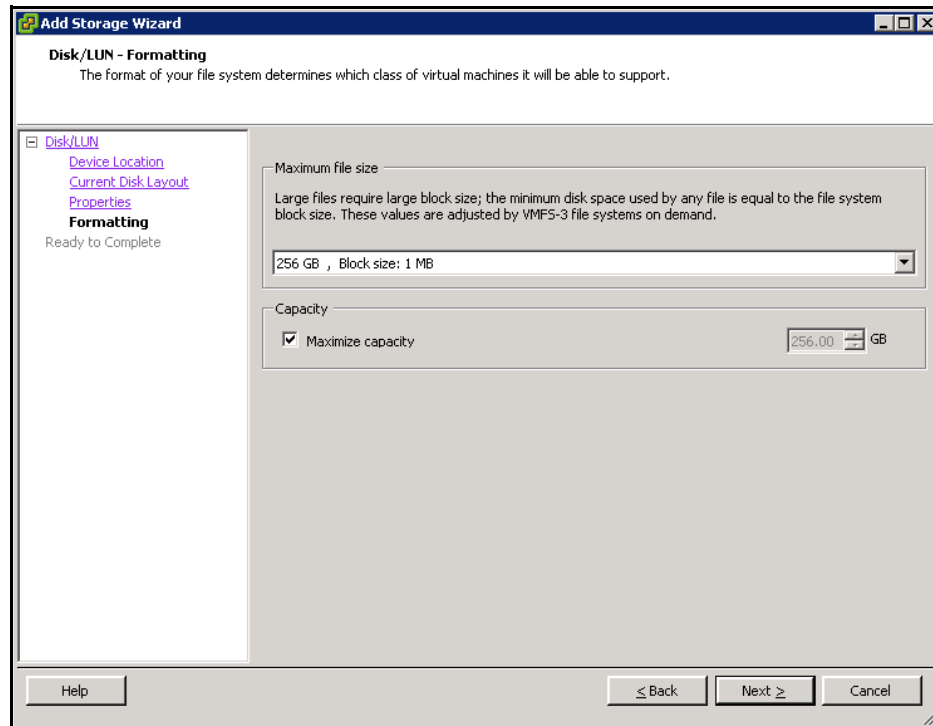 Add Storage Wizard
Disk/LUN - Formatting
The format of your file system determines which class of virtual machines it will be able to support.
Disk/LUN
Device Location
Current Disk Layout
Properties
Formatting
Ready to Complete
Maximum file size
Large files require large block size; the minimum disk space used by any file is equal to the file system
block size. These values are adjusted by VMFS-3 file systems on demand.
256 GB , Block size: 1 MB
Capacity
Maximize capacity
256.00 GB
Help
< Back
Next >
Cancel